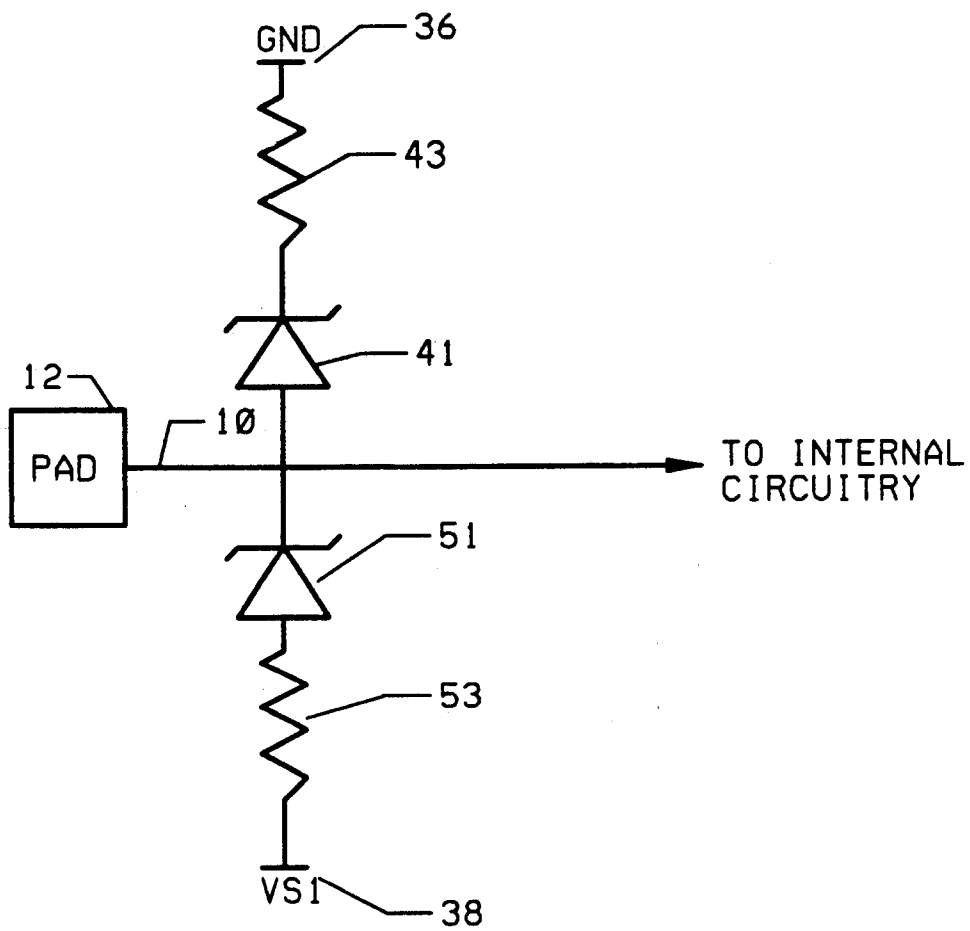 GND
36
43
41
12
10
PAD
TO INTERNAL
CIRCUITRY
51
53
VS1
38